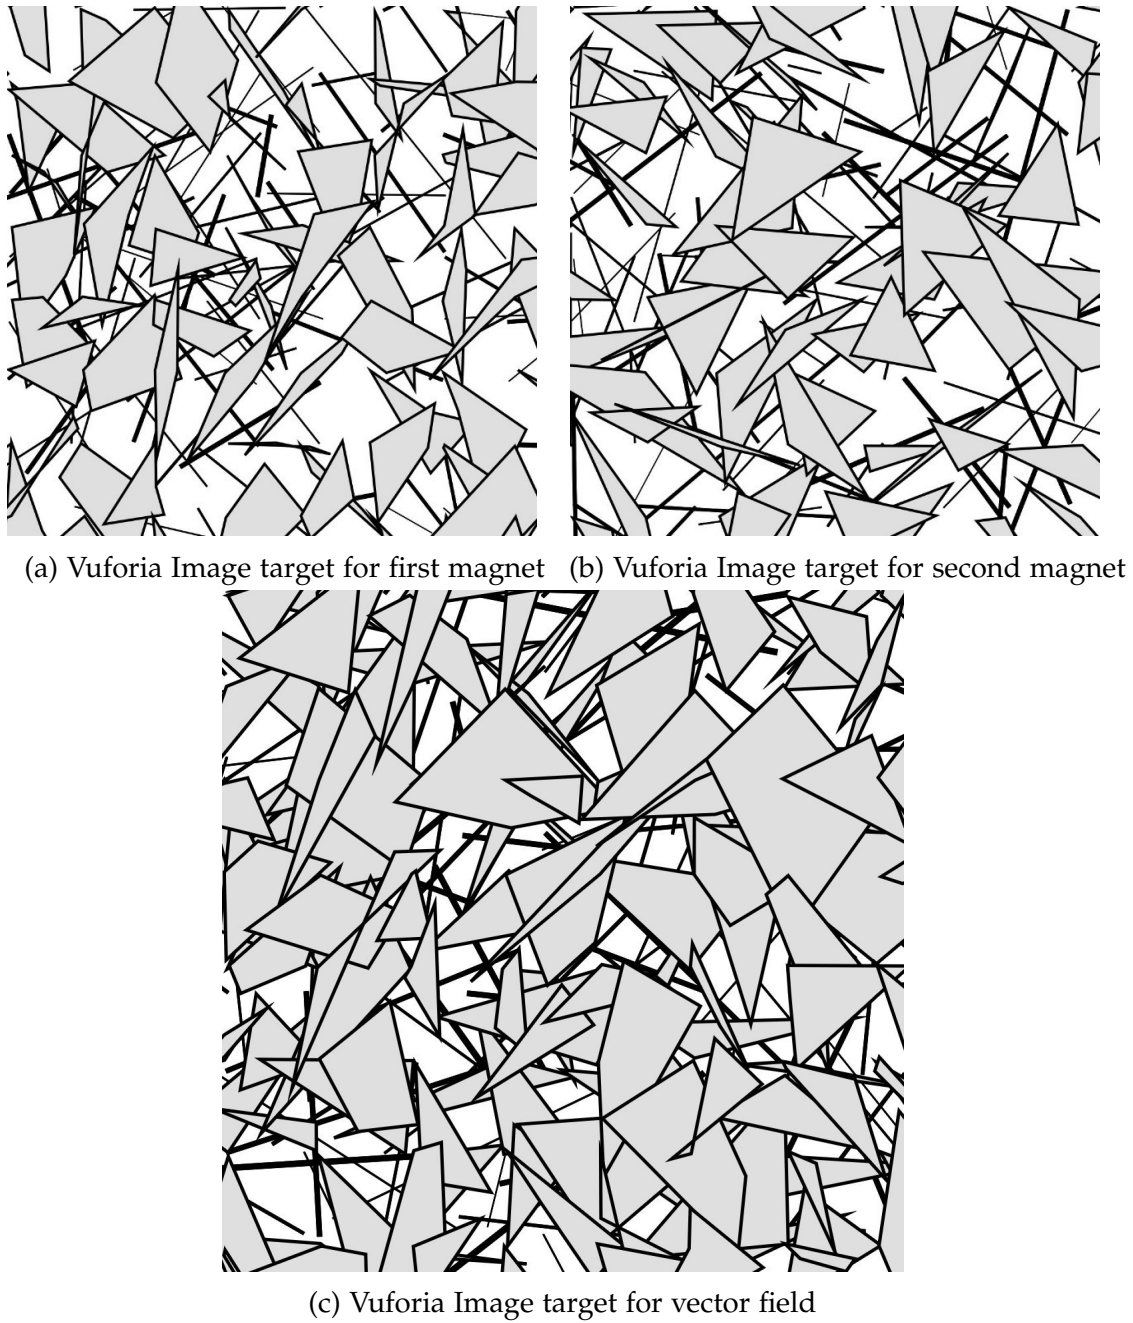 (a) Vuforia Image target for first magnet
(b) Vuforia Image target for second magnet
(c) Vuforia Image target for vector field